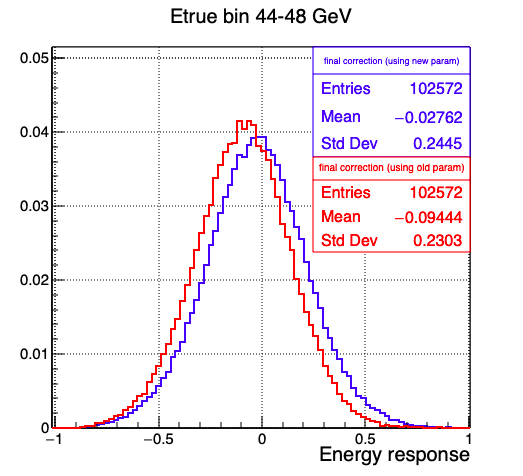 Etrue bin 44-48 GeV
final correction (using new param)
Entries 102572
Mean −0.02762
Std Dev 0.2445
final correction (using old param)
Entries 102572
Mean −0.09444
Std Dev 0.2303
0.05
0.04
0.03
0.02
0.01
0
−1 −0.5 0 0.5 1
Energy response